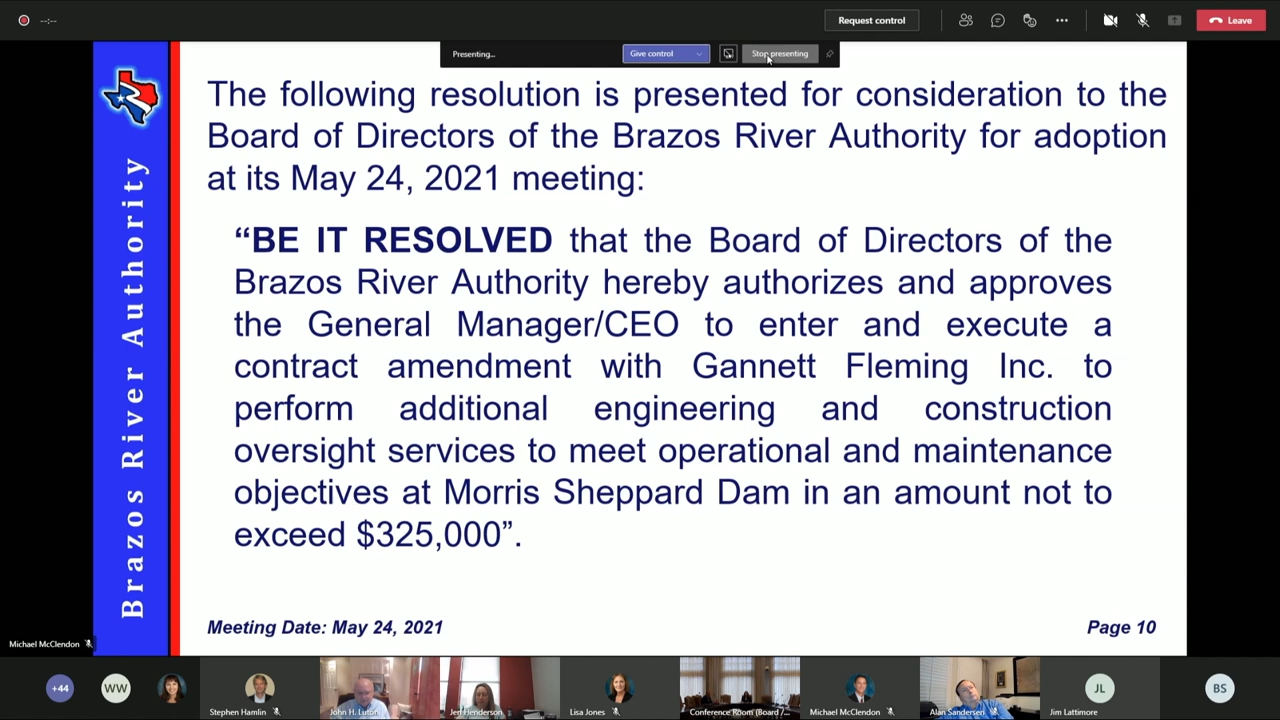 --:--
Request control
Leave
Presenting...
Give control
Stop presenting
The following resolution is presented for consideration to the
Board of Directors of the Brazos River Authority for adoption
at its May 24, 2021 meeting:
“BE IT RESOLVED that the Board of Directors of the
Brazos River Authority hereby authorizes and approves
the General Manager/CEO to enter and execute a
contract amendment with Gannett Fleming Inc. to
perform additional engineering and construction
oversight services to meet operational and maintenance
objectives at Morris Sheppard Dam in an amount not to
exceed $325,000”.
Brazos River Authority
Meeting Date: May 24, 2021
Page 10
Michael McClendon
+44
WW
Stephen Hamlin
John H. Luton
Jen Henderson
Lisa Jones
Conference Room (Board /...
Michael McClendon
Alan Sandersen
JL
Jim Lattimore
BS